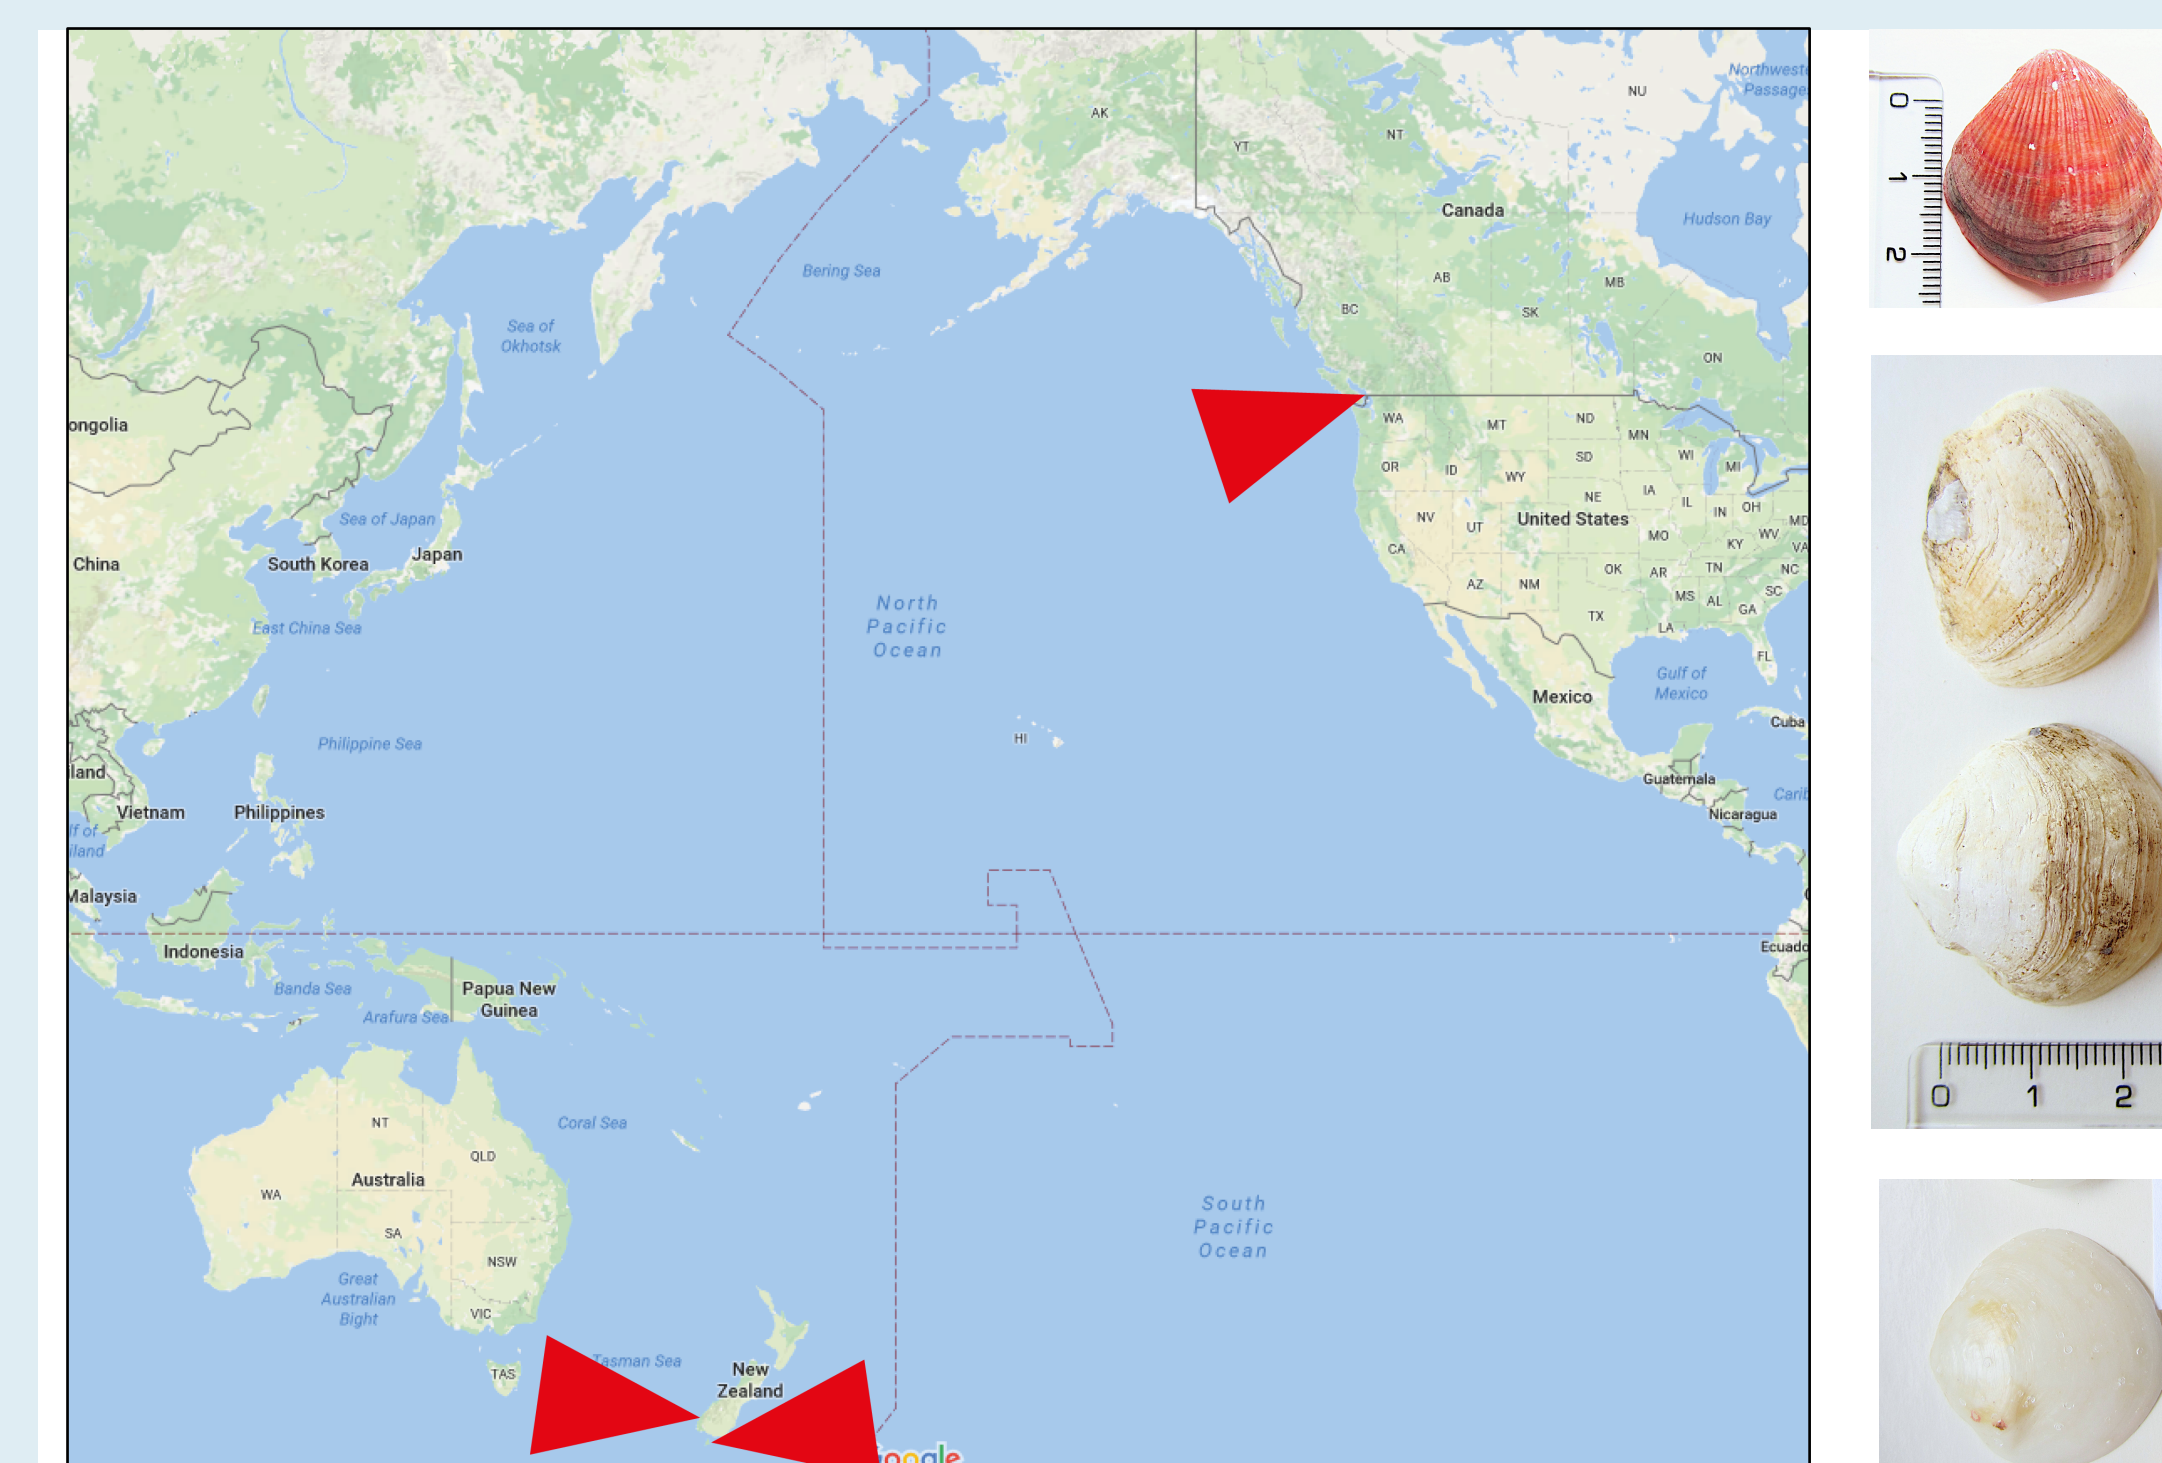 Northwest
Passage
NU
AK
NT
YT
Canada
Hudson Bay
Bering Sea
AB
MB
BC
SK
Sea of
Okhotsk
ON
WA
MT
ND
MN
ongolia
OR
ID
SD
WI
MI
WY
NE
IA
IL
IN
OH
NV
UT
United States
MD
Sea of Japan
MO
WV
KY
VA
CA
Japan
China
South Korea
OK
AR
TN
NC
AZ
NM
MS
AL
SC
GA
North
Pacific
Ocean
TX
LA
East China Sea
FL
Gulf of
Mexico
Mexico
Cuba
HI
Philippine Sea
iland
Guatemala
Carib
Vietnam
Philippines
Nicaragua
lf of
iland
Malaysia
Indonesia
Ecuado
Banda Sea
Papua New
Guinea
Arafura Sea
NT
Coral Sea
QLD
Australia
WA
South
Pacific
Ocean
SA
NSW
Great
Australian
Bight
VIC
Tasman Sea
TAS
New
Zealand
oogle
0
1
2
0 1 2